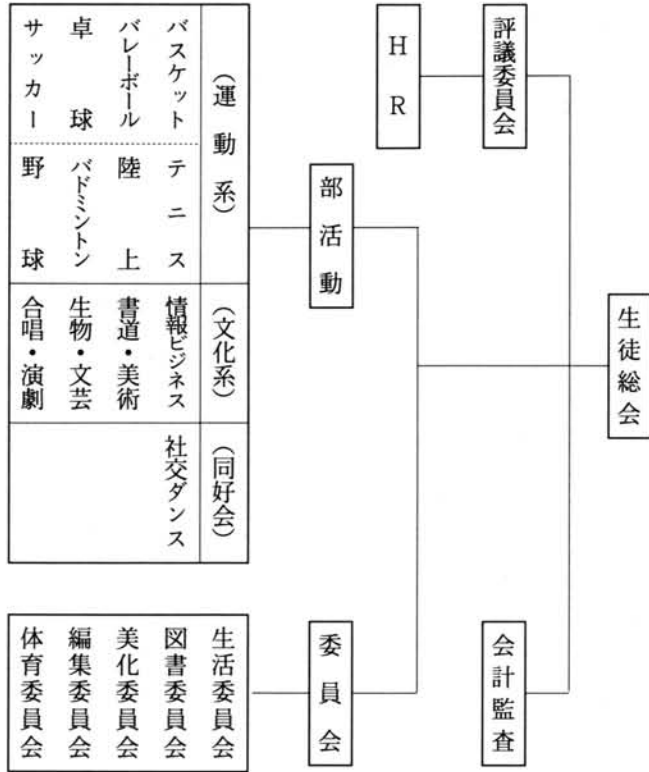 生徒総会
評議委員会
HR
会計監査
部活動
委員会
(運動系)
バスケット
バレーボール
卓球
サッカー
テニス
陸上
バドミントン
野球
(文化系)
情報ビジネス
書道・美術
生物・文芸
合唱・演劇
(同好会)
社交ダンス
生活委員会
図書委員会
美化委員会
編集委員会
体育委員会